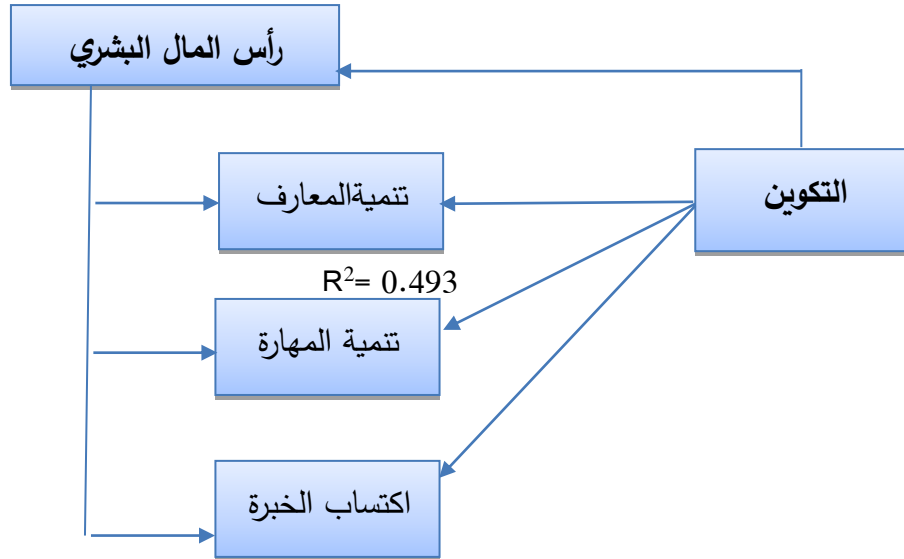 رأس المال البشري
التكوين
تنميةالمعارف
R²= 0.493
تنمية المهارة
اكتساب الخبرة